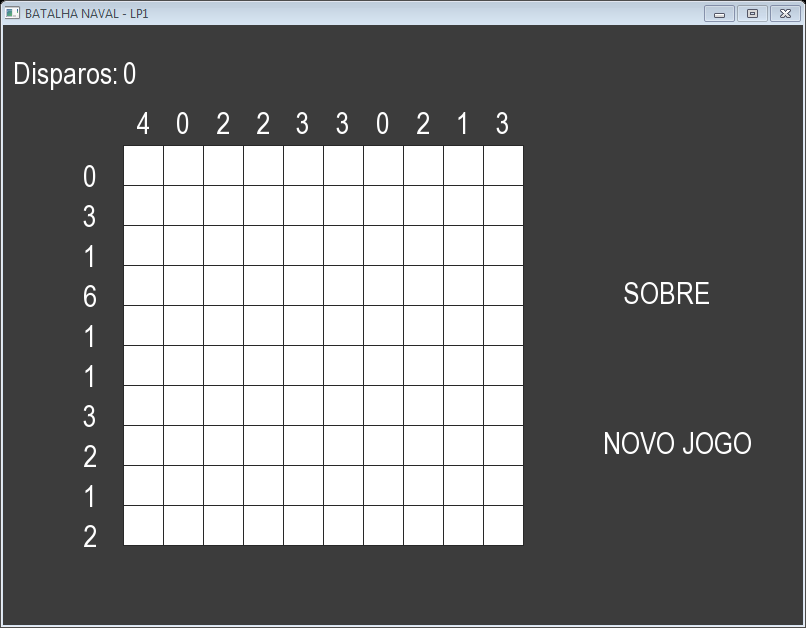 BATALHA NAVAL - LP1
Disparos: 0
4 0 2 2 3 3 0 2 1 3
0
3
1
6
1
SOBRE
1
3
2
NOVO JOGO
1
2